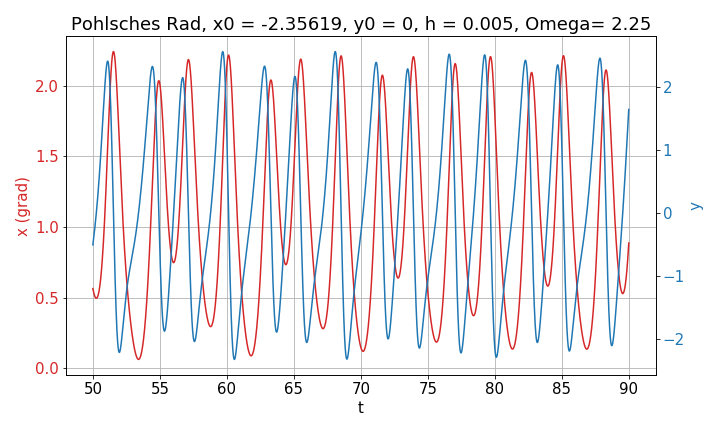 Pohlsches Rad, x0 = -2.35619, y0 = 0, h = 0.005, Omega= 2.25
x (grad)
2.0
1.5
1.0
0.5
0.0
2
1
0
−1
−2
y
50 55 60 65 70 75 80 85 90
t